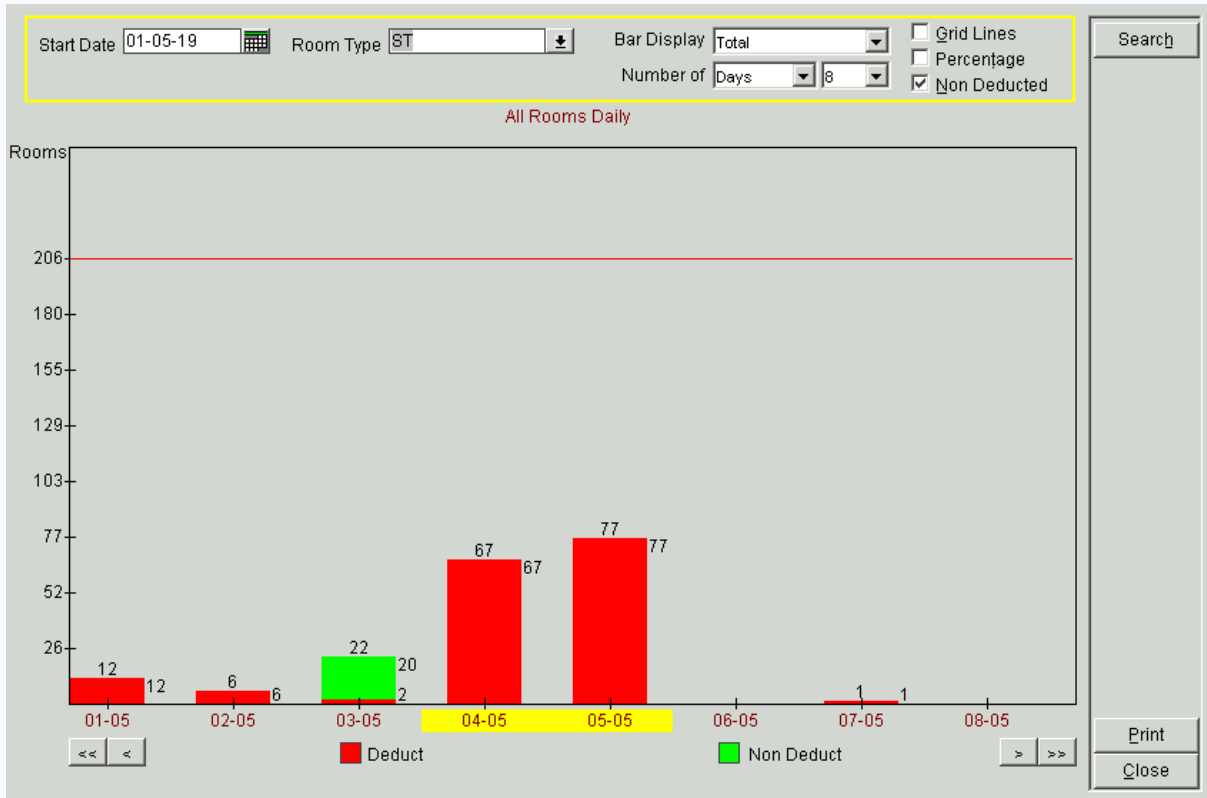 Start Date 01-05-19 Room Type ST Bar Display Total Grid Lines Search
Percentage
Number of Days 8 Non Deducted
All Rooms Daily
Rooms
206
180
155
129
103
77
77 77
67 67
52
26
22
20
12 12
6 6
2
1 1
01-05 02-05 03-05 04-05 05-05 06-05 07-05 08-05
<< < Deduct Non Deduct > >>
Print
Close